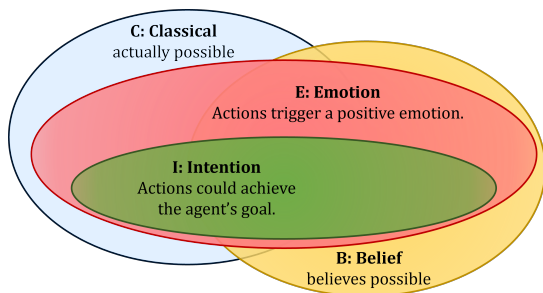 C: Classical
actually possible
E: Emotion
Actions trigger a positive emotion.
I: Intention
Actions could achieve
the agent’s goal.
B: Belief
believes possible